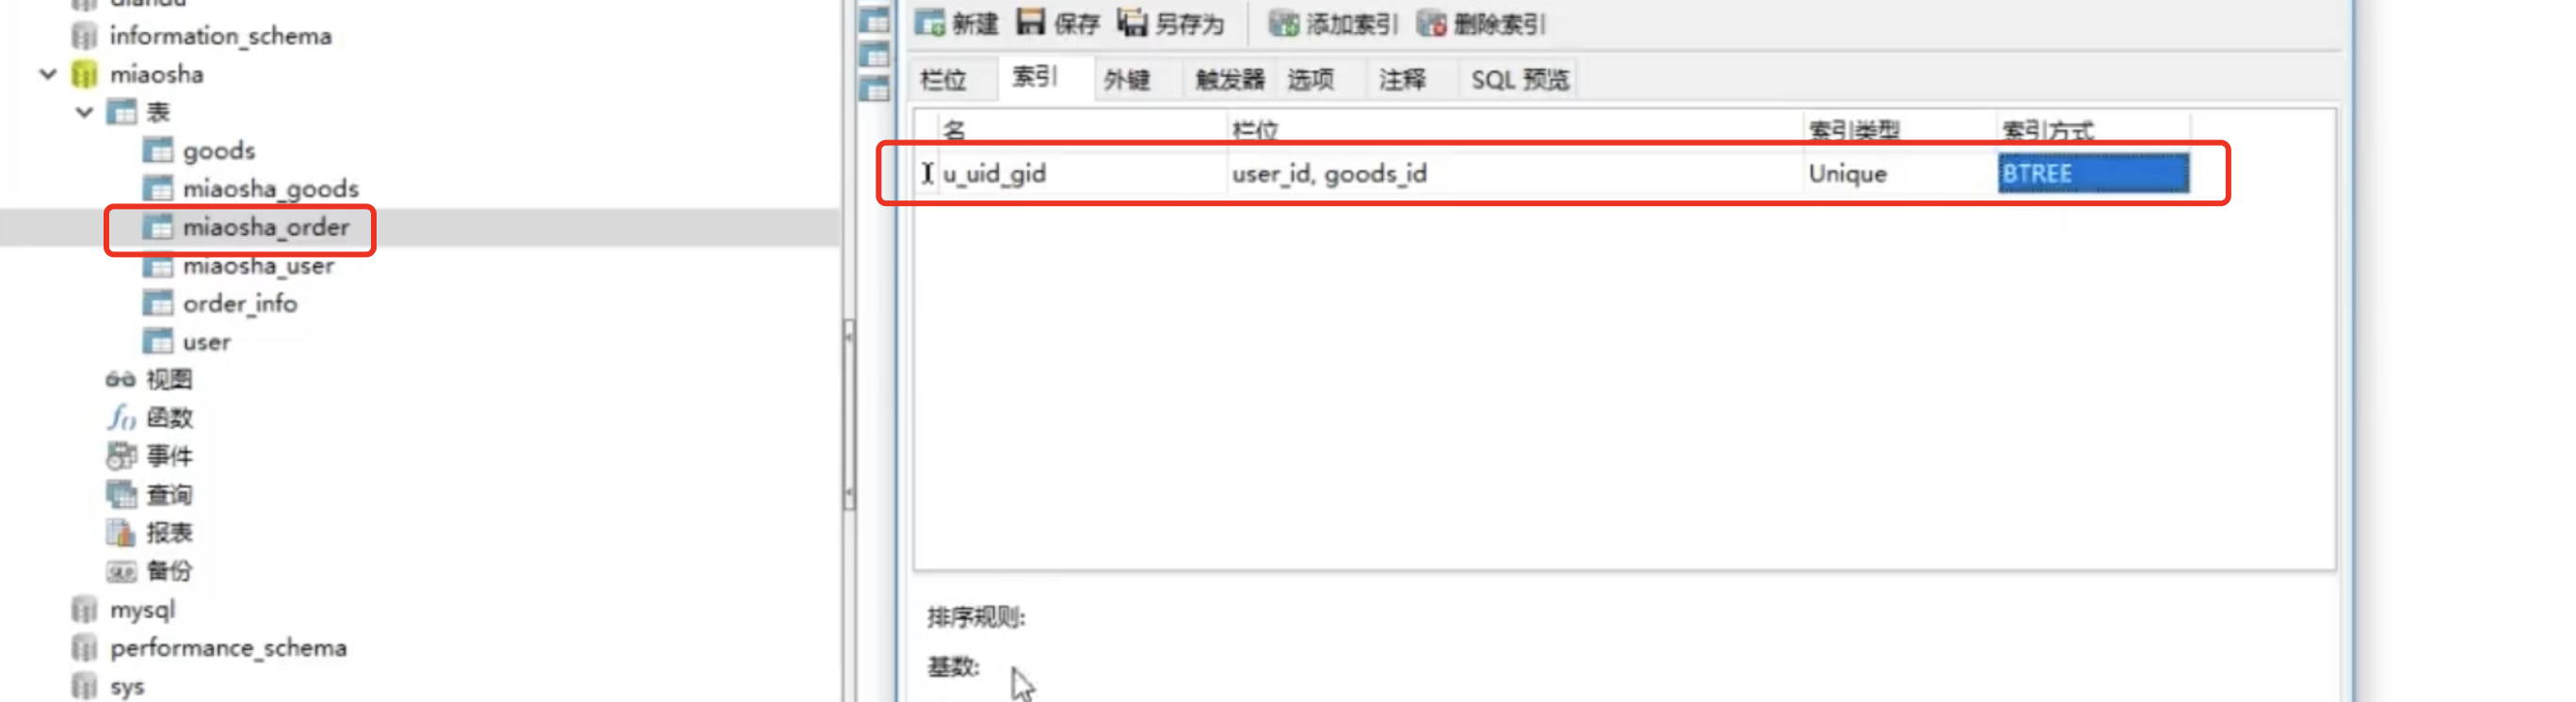 diandu
information_schema
miaosha
表
goods
miaosha_goods
miaosha_order
miaosha_user
order_info
user
视图
函数
事件
查询
报表
备份
mysql
performance_schema
sys
新建 保存 另存为 添加索引 删除索引
栏位 索引 外键 触发器 选项 注释 SQL 预览
名 栏位 索引类型 索引方式
u_uid_gid user_id, goods_id Unique BTREE
排序规则:
基数: